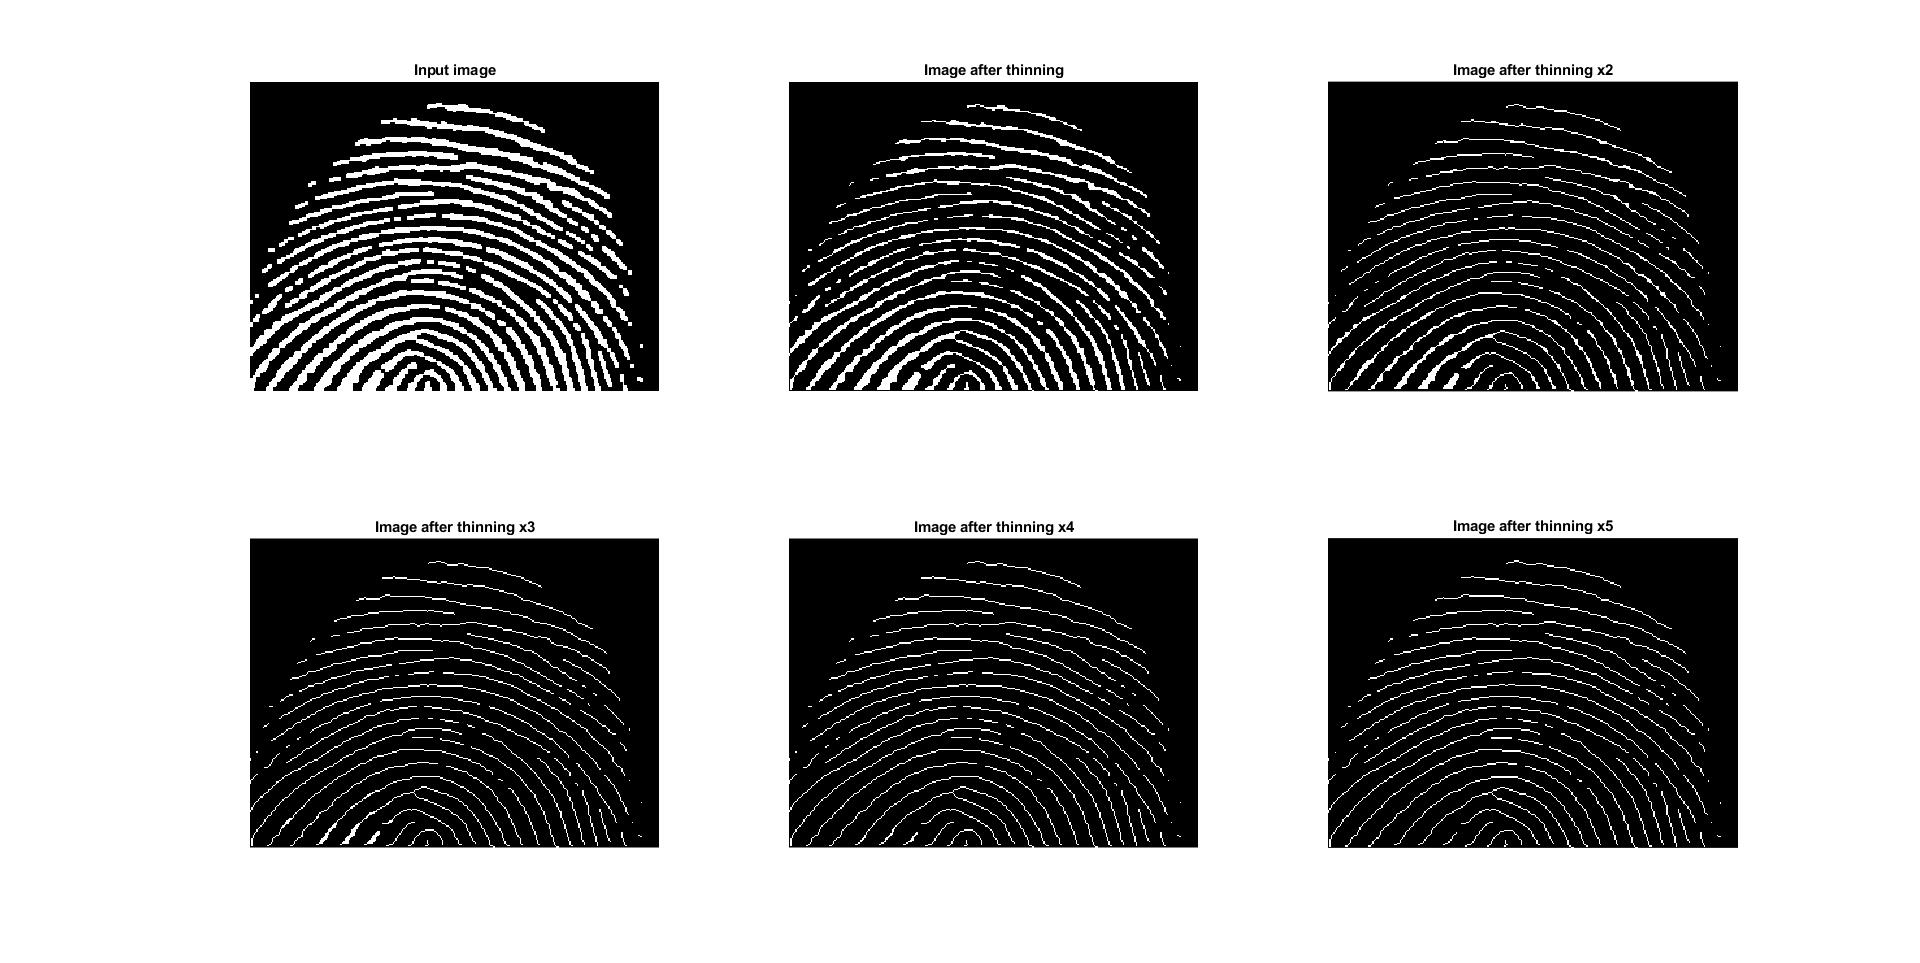 Input image
Image after thinning
Image after thinning x2
Image after thinning x3
Image after thinning x4
Image after thinning x5